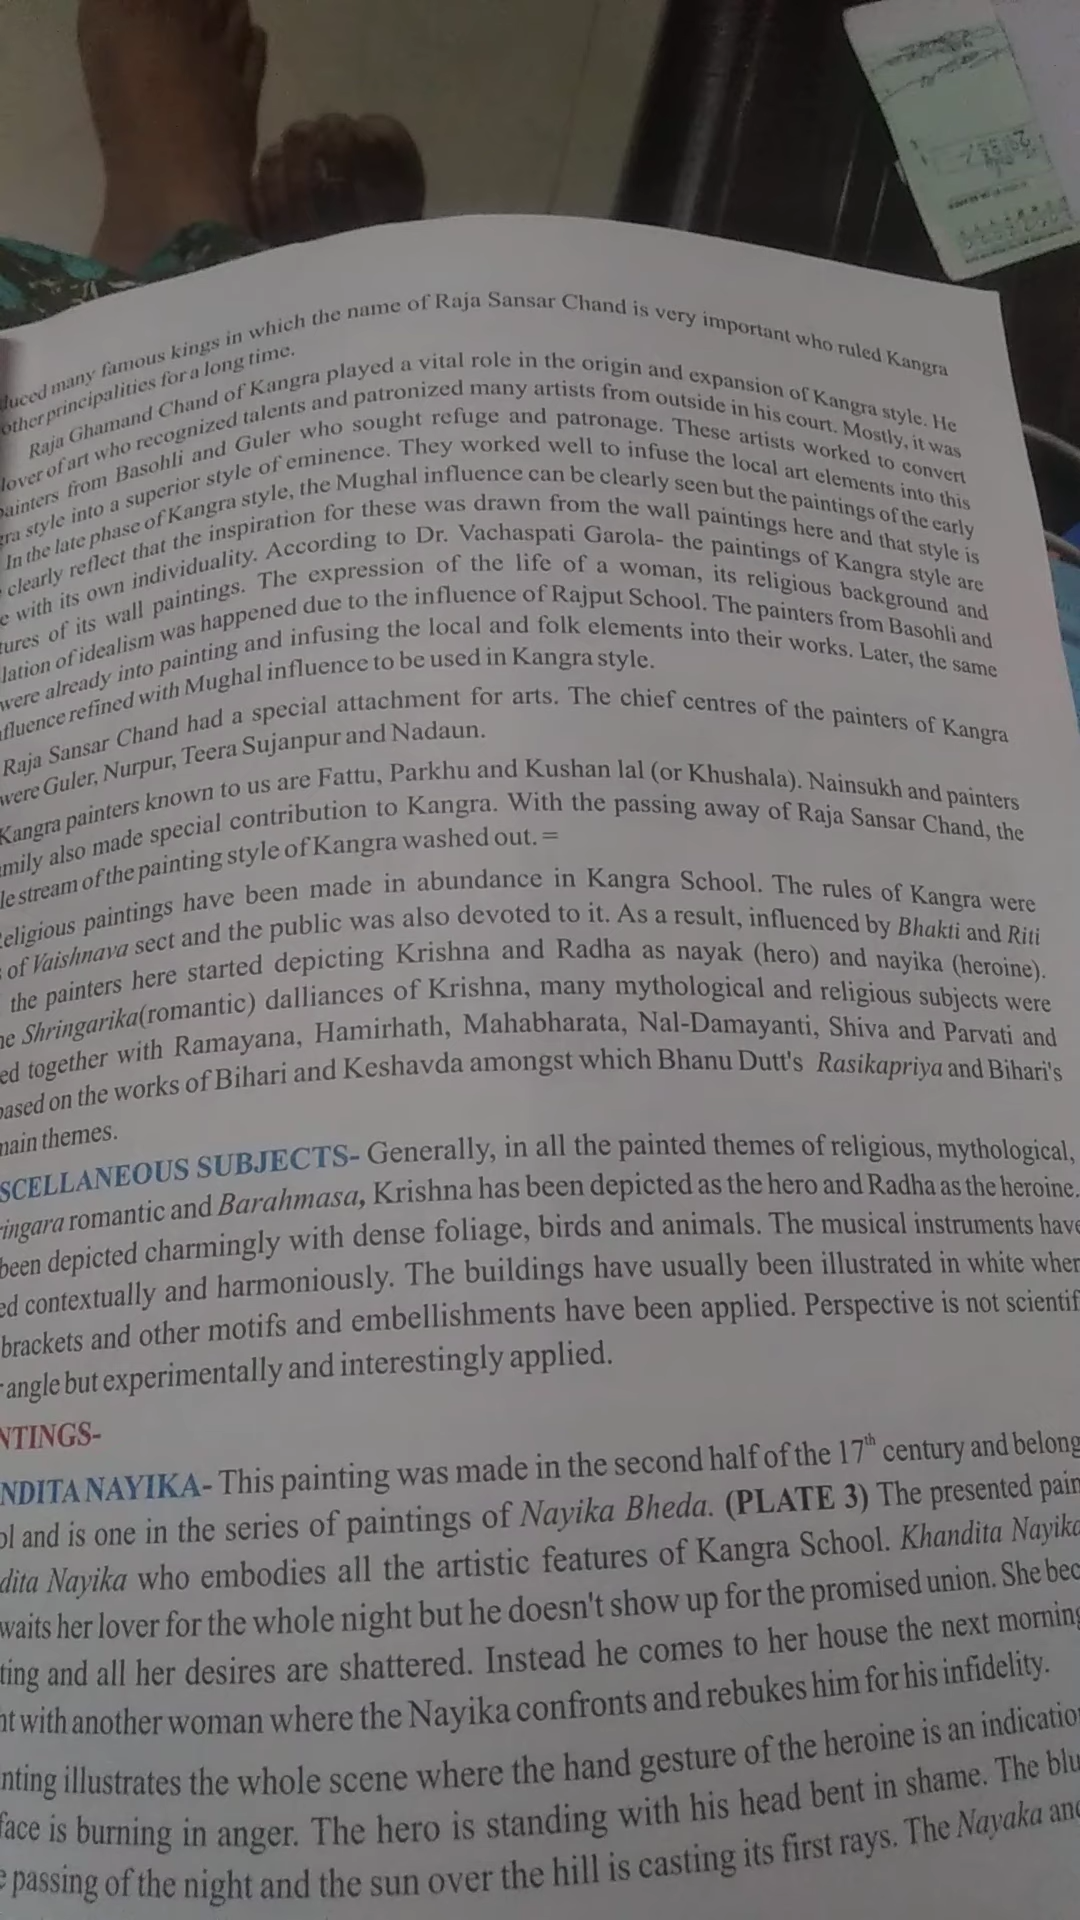 many famous kings in which the name of Raja Sansar Chand is very important who ruled Kangra
other principalities for a long time.
Raja Ghamand Chand of Kangra played a vital role in the origin and expansion of Kangra style. He
lover of art who recognized talents and patronized many artists from outside in his court. Mostly, it was
painters from Basohli and Guler who sought refuge and patronage. These artists worked to convert
gra style into a superior style of eminence. They worked well to infuse the local art elements into this
In the late phase of Kangra style, the Mughal influence can be clearly seen but the paintings of the early
clearly reflect that the inspiration for these was drawn from the wall paintings here and that style is
e with its own individuality. According to Dr. Vachaspati Garola- the paintings of Kangra style are
tures of its wall paintings. The expression of the life of a woman, its religious background and
lation of idealism was happened due to the influence of Rajput School. The painters from Basohli and
were already into painting and infusing the local and folk elements into their works. Later, the same
fluence refined with Mughal influence to be used in Kangra style.
Raja Sansar Chand had a special attachment for arts. The chief centres of the painters of Kangra
were Guler, Nurpur, Teera Sujanpur and Nadaun.
Kangra painters known to us are Fattu, Parkhu and Kushan lal (or Khushala). Nainsukh and painters
mily also made special contribution to Kangra. With the passing away of Raja Sansar Chand, the
le stream of the painting style of Kangra washed out. =
Religious paintings have been made in abundance in Kangra School. The rules of Kangra were
of Vaishnava sect and the public was also devoted to it. As a result, influenced by Bhakti and Riti
the painters here started depicting Krishna and Radha as nayak (hero) and nayika (heroine).
he Shringarika(romantic) dalliances of Krishna, many mythological and religious subjects were
ed together with Ramayana, Hamirhath, Mahabharata, Nal-Damayanti, Shiva and Parvati and
based on the works of Bihari and Keshavda amongst which Bhanu Dutt's Rasikapriya and Bihari's
main themes.
SCELLANEOUS SUBJECTS- Generally, in all the painted themes of religious, mythological,
ringara romantic and Barahmasa, Krishna has been depicted as the hero and Radha as the heroine.
been depicted charmingly with dense foliage, birds and animals. The musical instruments have
ed contextually and harmoniously. The buildings have usually been illustrated in white wher
brackets and other motifs and embellishments have been applied. Perspective is not scientif
r angle but experimentally and interestingly applied.
NTINGS-
NDITA NAYIKA- This painting was made in the second half of the 17th century and belong
ol and is one in the series of paintings of Nayika Bheda. (PLATE 3) The presented pain
dita Nayika who embodies all the artistic features of Kangra School. Khandita Nayika
waits her lover for the whole night but he doesn't show up for the promised union. She bec
ting and all her desires are shattered. Instead he comes to her house the next morning
ht with another woman where the Nayika confronts and rebukes him for his infidelity.
nting illustrates the whole scene where the hand gesture of the heroine is an indicatio
face is burning in anger. The hero is standing with his head bent in shame. The blu
e passing of the night and the sun over the hill is casting its first rays. The Nayaka and